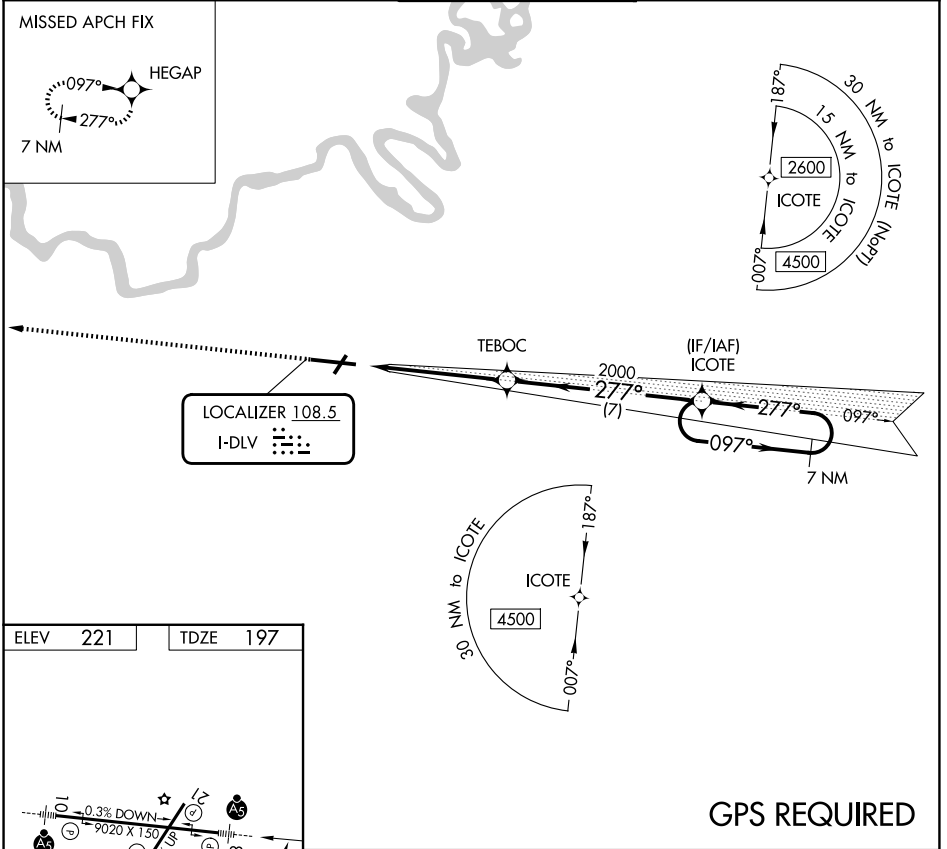 MISSED APCH FIX
097°
HEGAP
277°
7 NM
187°
30 NM to ICOTE (NoPT)
15 NM to ICOTE
2600
ICOTE
007°
4500
TEBOC
(IF/IAF)
ICOTE
2000
277°
(7)
277°
097°
097°
7 NM
LOCALIZER 108.5
I-DLV
30 NM to ICOTE
187°
ICOTE
4500
007°
ELEV 221
TDZE 197
10
0.3% DOWN
9020 X 150
21
UP
P
P
P
A5
A5
GPS REQUIRED